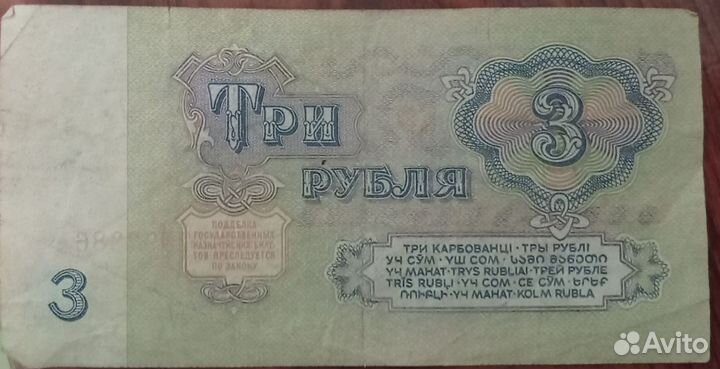 ТРИ
РУБЛЯ
3
ПОДДЕЛКА
ГОСУДАРСТВЕННЫХ
КАЗНАЧЕЙСКИХ БИЛЕ-
ТОВ ПРЕСЛЕДУЕТСЯ
ПО ЗАКОНУ
ТРИ КАРБОВАНЦІ · ТРЫ РУБЛІ
УЧ СЎМ · ҮШ СОМ · ᲡᲐᲛᲘ ᲛᲐᲜᲔᲗᲘ
ҮЧ МАНАТ · TRYS RUBLIAI · ТРЕЙ РУБЛЕ
TRĪS RUBĻI · ҮЧ СОМ · СЕ СӮМ · ԵՐԵՔ
ՌՈՒԲԼԻ · ҮЧ МАНАТ · KOLM RUBLA
3
Avito